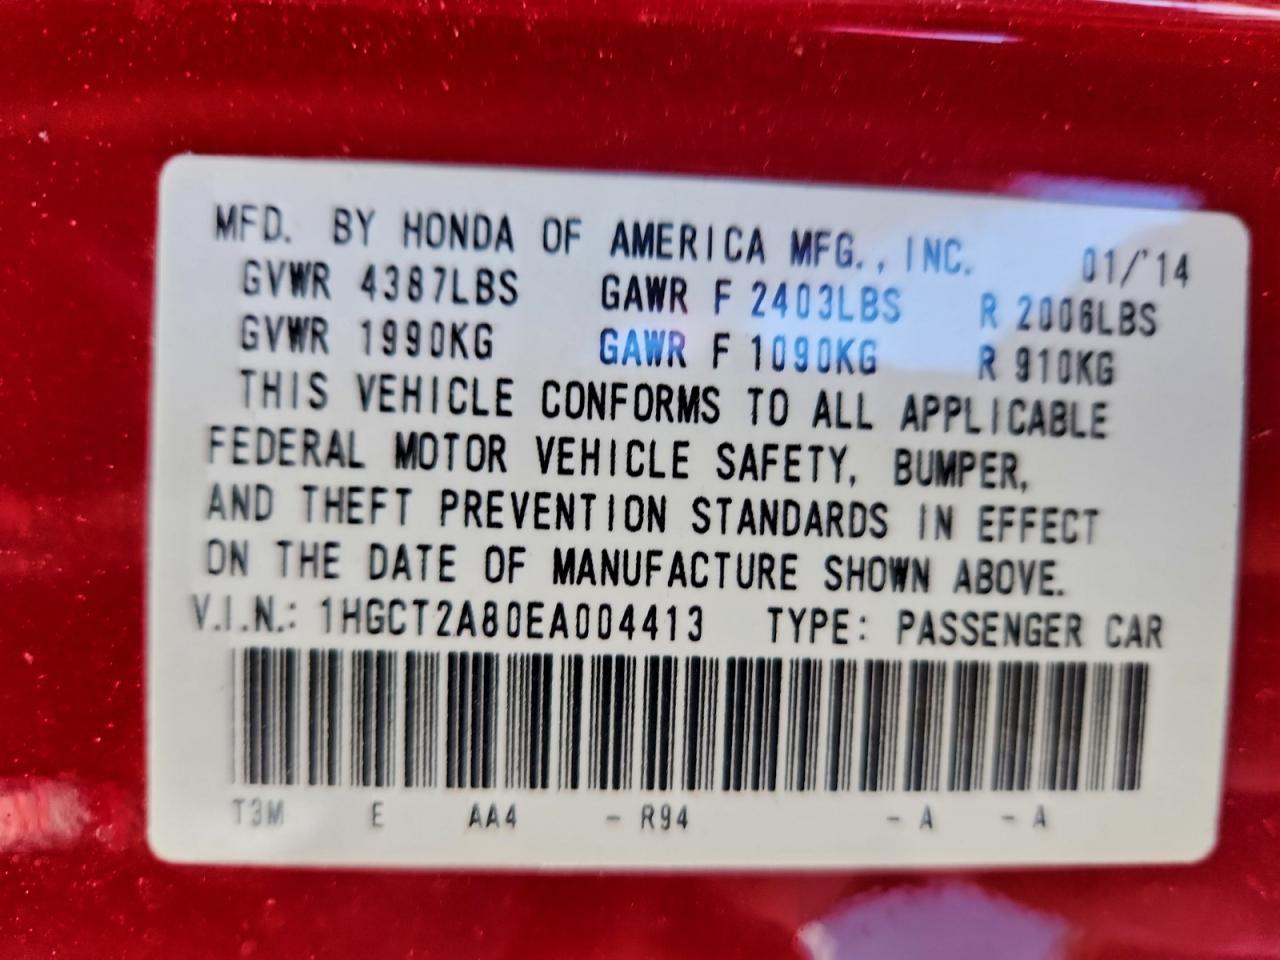 MFD. BY HONDA OF AMERICA MFG., INC. 01/'14
GVWR 4387LBS GAWR F 2403LBS R 2006LBS
GVWR 1990KG GAWR F 1090KG R 910KG
THIS VEHICLE CONFORMS TO ALL APPLICABLE
FEDERAL MOTOR VEHICLE SAFETY, BUMPER,
AND THEFT PREVENTION STANDARDS IN EFFECT
ON THE DATE OF MANUFACTURE SHOWN ABOVE.
V.I.N.: 1HGCT2A80EA004413 TYPE: PASSENGER CAR
T3M E AA4 - R94 - A - A